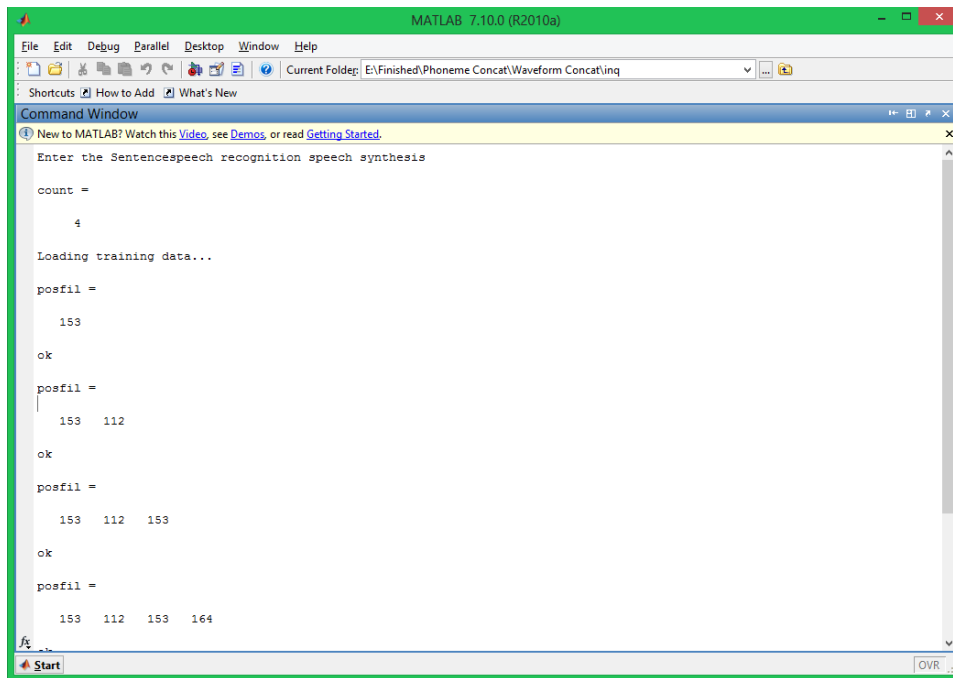 MATLAB 7.10.0 (R2010a)
File Edit Debug Parallel Desktop Window Help
Current Folder: E:\Finished\Phoneme Concat\Waveform Concat\inq
Shortcuts How to Add What's New
Command Window
New to MATLAB? Watch this Video, see Demos, or read Getting Started.
Enter the Sentencespeech recognition speech synthesis
count =
4
Loading training data...
posfil =
153
ok
posfil =
153 112
ok
posfil =
153 112 153
ok
posfil =
153 112 153 164
fx
Start OVR